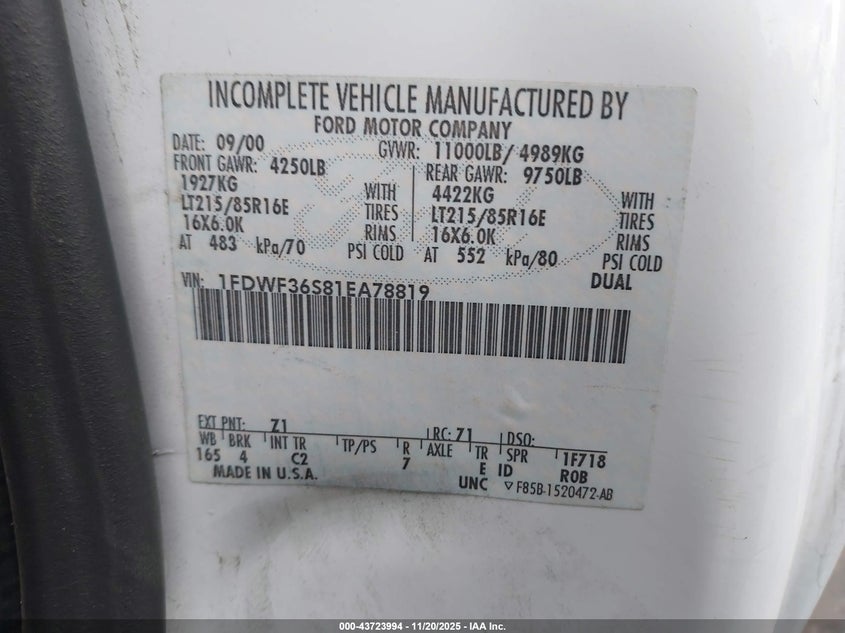 INCOMPLETE VEHICLE MANUFACTURED BY
FORD MOTOR COMPANY
DATE: 09/00 GVWR: 11000LB/ 4989KG
FRONT GAWR: 4250LB REAR GAWR: 9750LB
1927KG WITH 4422KG WITH
LT215/85R16E TIRES LT215/85R16E TIRES
16X6.0K RIMS 16X6.0K RIMS
AT 483 kPa/70 PSI COLD AT 552 kPa/80 PSI COLD
DUAL
VIN: 1FDWF36S81EA78819
EXT PNT: Z1 RC: 71 DSO:
WB BRK INT TR TP/PS R AXLE TR SPR 1F718
165 4 C2 7 E ID ROB
MADE IN U.S.A. UNC F85B-1520472-AB
000-43723994 - 11/20/2025 - IAA Inc.